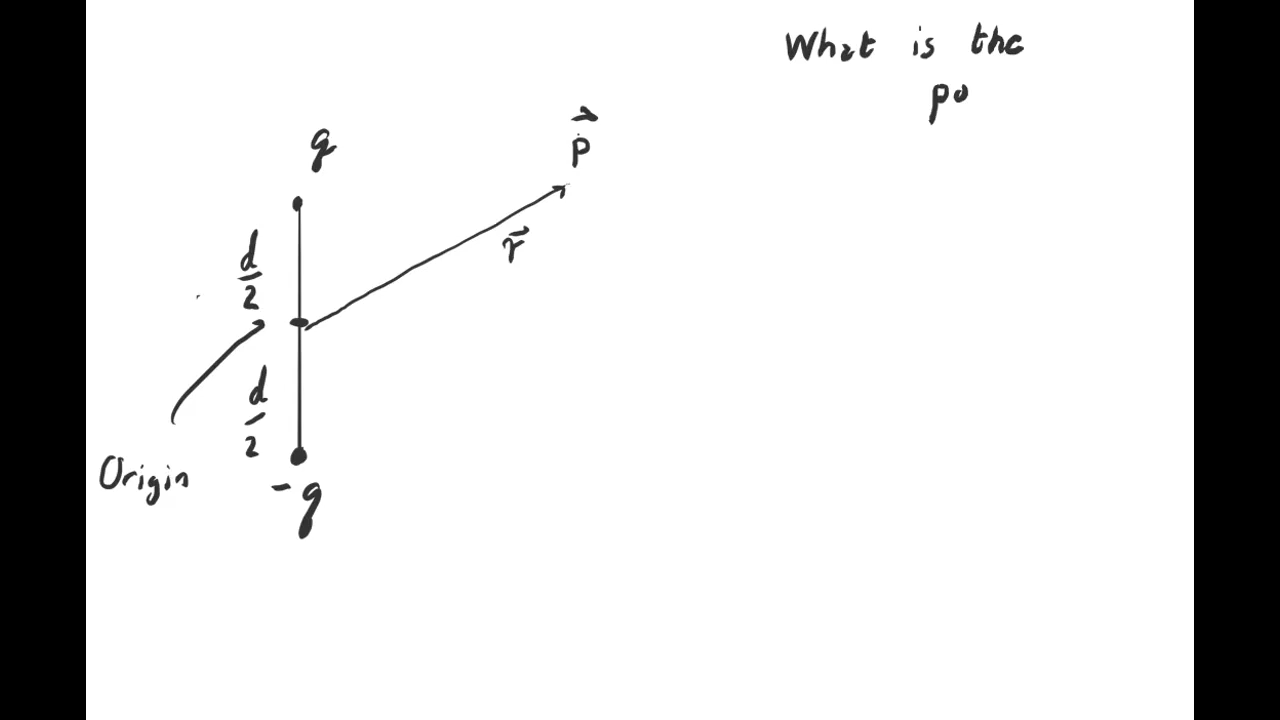 What is the
po
q
p⃗
r⃗
d/2
d/2
Origin
-q